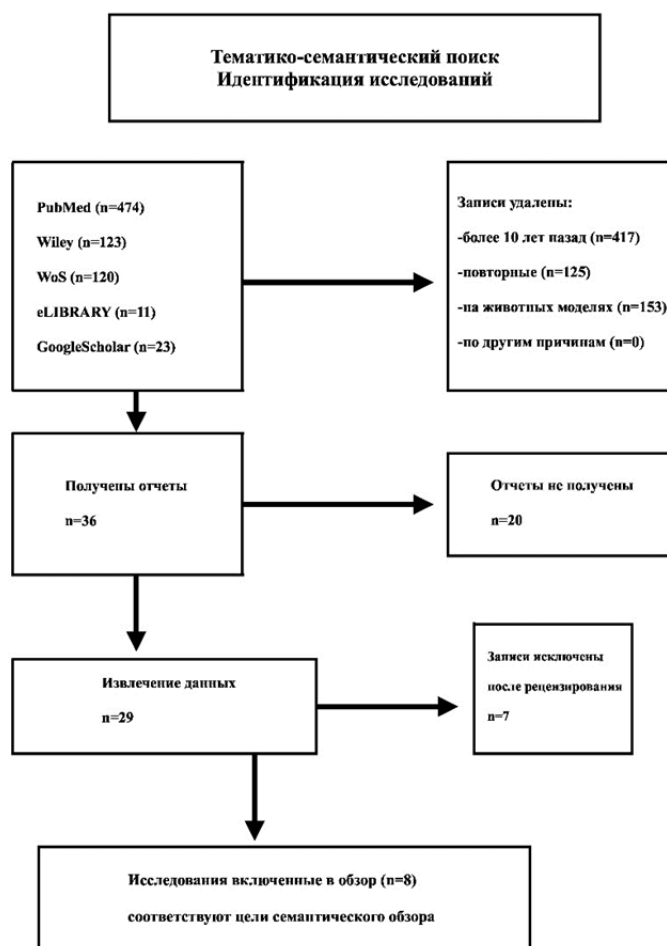 Тематико-семантический поиск
Идентификация исследований
PubMed (n=474)
Wiley (n=123)
WoS (n=120)
eLIBRARY (n=11)
GoogleScholar (n=23)
Записи удалены:
-более 10 лет назад (n=417)
-повторные (n=125)
-на животных моделях (n=153)
-по другим причинам (n=0)
Получены отчеты
n=36
Отчеты не получены
n=20
Извлечение данных
n=29
Записи исключены
после рецензирования
n=7
Исследования включенные в обзор (n=8)
соответствуют цели семантического обзора